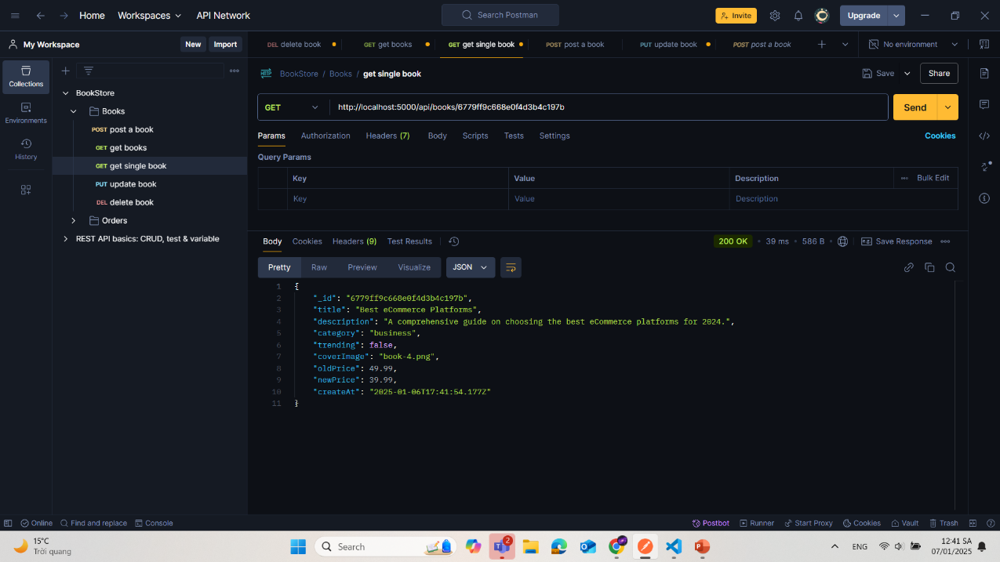 Home Workspaces API Network Search Postman Invite Upgrade
My Workspace New Import DEL delete book GET get books GET get single book POST post a book PUT update book POST post a book No environment
Collections
Environments
History
BookStore
Books
POST post a book
GET get books
GET get single book
PUT update book
DEL delete book
Orders
REST API basics: CRUD, test & variable
HTTP BookStore / Books / get single book Save Share
GET http://localhost:5000/api/books/6779ff9c668e0f4d3b4c197b Send
Params Authorization Headers (7) Body Scripts Tests Settings Cookies
Query Params
Key Value Description Bulk Edit
Key Value Description
Body Cookies Headers (9) Test Results 200 OK • 39 ms • 586 B • Save Response
Pretty Raw Preview Visualize JSON
1 {
2 "_id": "6779ff9c668e0f4d3b4c197b",
3 "title": "Best eCommerce Platforms",
4 "description": "A comprehensive guide on choosing the best eCommerce platforms for 2024.",
5 "category": "business",
6 "trending": false,
7 "coverImage": "book-4.png",
8 "oldPrice": 49.99,
9 "newPrice": 39.99,
10 "createAt": "2025-01-06T17:41:54.177Z"
11 }
Online Find and replace Console Postbot Runner Start Proxy Cookies Vault Trash
15°C
Trời quang
Search 2 ENG 12:41 SA
07/01/2025